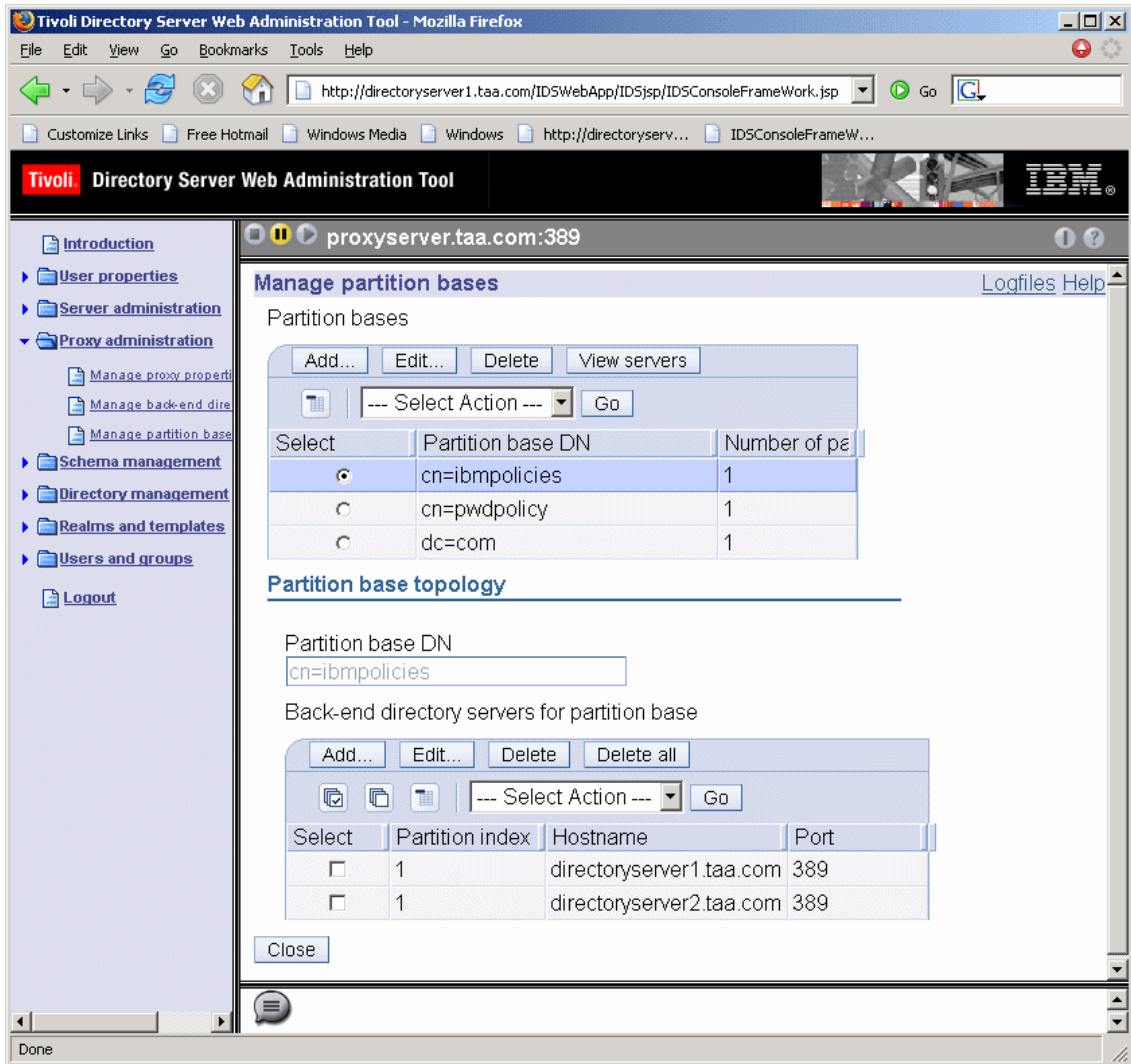 Tivoli Directory Server Web Administration Tool - Mozilla Firefox
File Edit View Go Bookmarks Tools Help
http://directoryserver1.taa.com/IDSWebApp/IDSjsp/IDSConsoleFrameWork.jsp Go G
Customize Links Free Hotmail Windows Media Windows http://directoryserv... IDSConsoleFrameW...
Tivoli. Directory Server Web Administration Tool IBM®
Introduction
User properties
Server administration
Proxy administration
Manage proxy properti
Manage back-end dire
Manage partition base
Schema management
Directory management
Realms and templates
Users and groups
Logout
proxyserver.taa.com:389
Manage partition bases Logfiles Help
Partition bases
Add... Edit... Delete View servers
--- Select Action --- Go
Select Partition base DN Number of pa
cn=ibmpolicies 1
cn=pwdpolicy 1
dc=com 1
Partition base topology
Partition base DN
cn=ibmpolicies
Back-end directory servers for partition base
Add... Edit... Delete Delete all
--- Select Action --- Go
Select Partition index Hostname Port
1 directoryserver1.taa.com 389
1 directoryserver2.taa.com 389
Close
Done